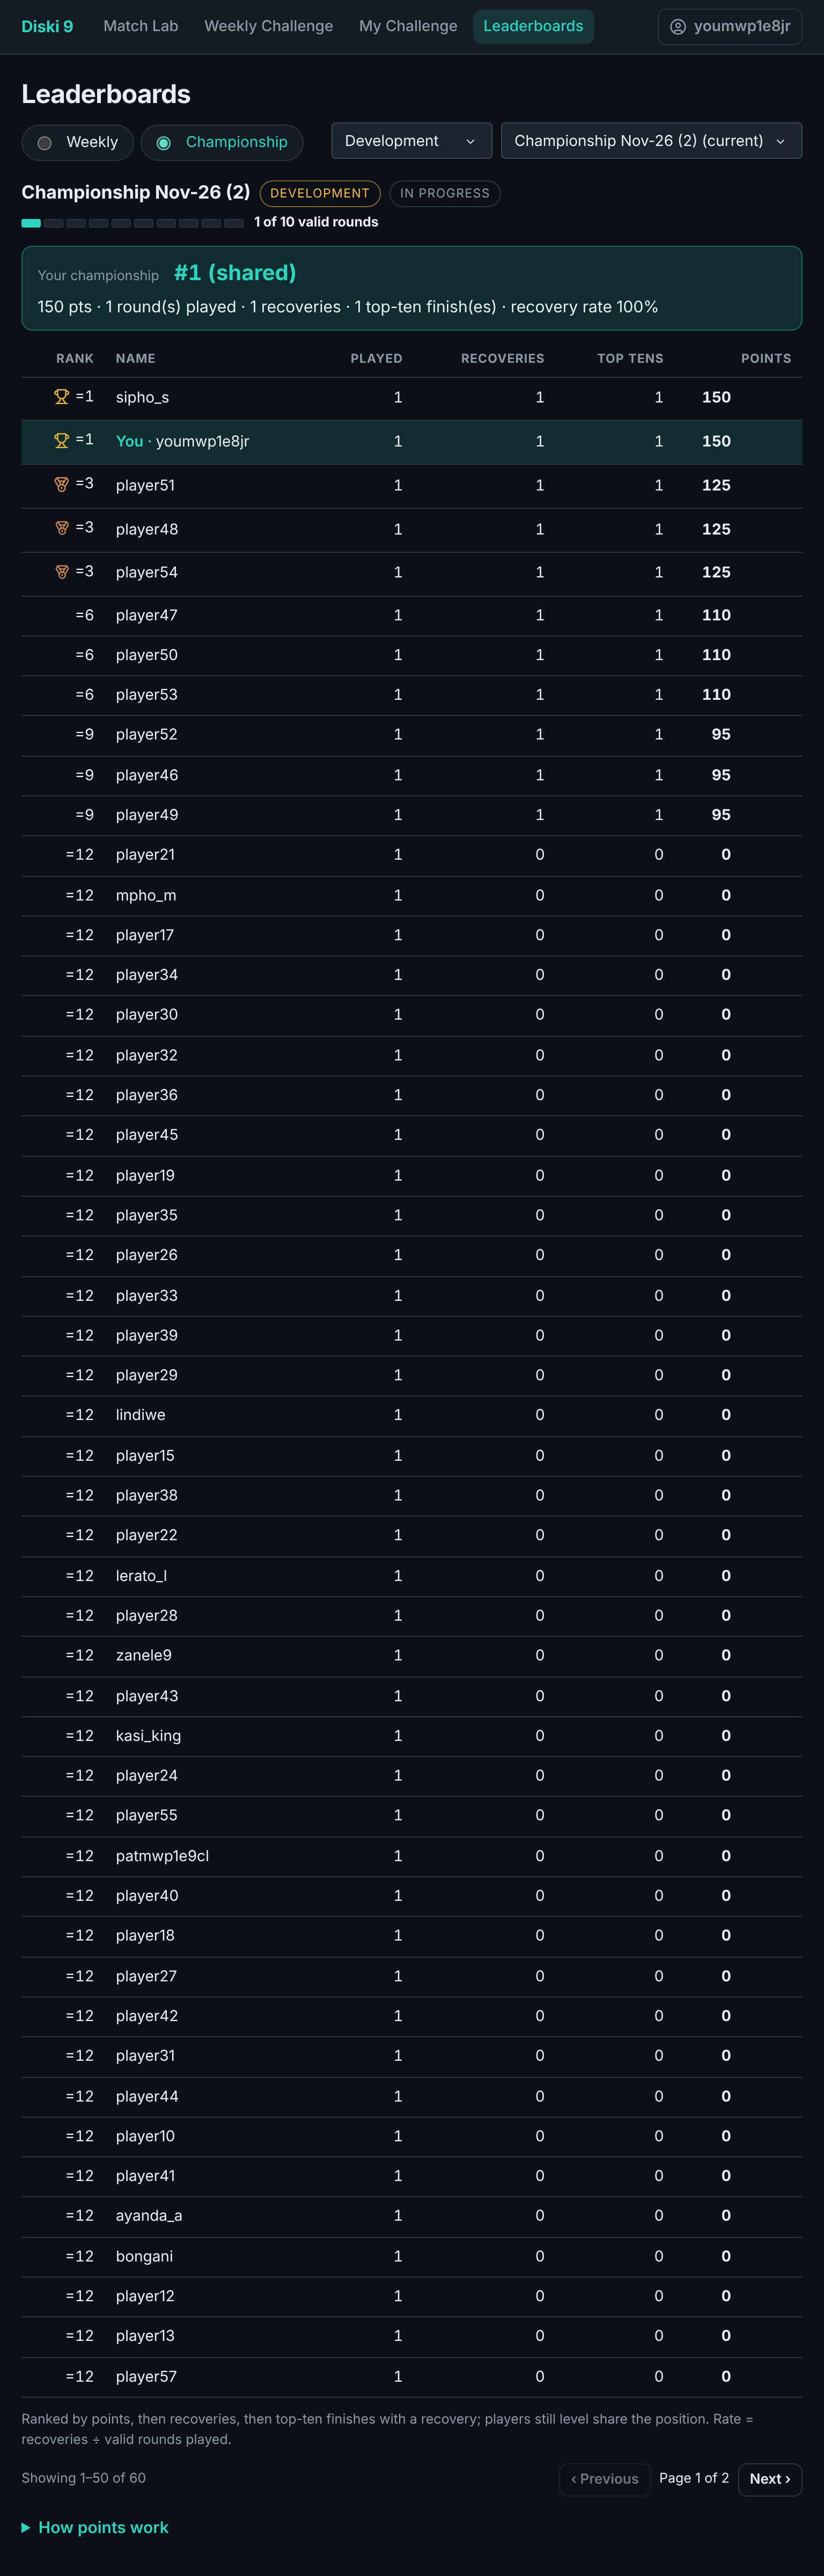 Diski 9 Match Lab Weekly Challenge My Challenge Leaderboards youmwp1e8jr
Leaderboards
Weekly Championship Development Championship Nov-26 (2) (current)
Championship Nov-26 (2) DEVELOPMENT IN PROGRESS
1 of 10 valid rounds
Your championship #1 (shared)
150 pts · 1 round(s) played · 1 recoveries · 1 top-ten finish(es) · recovery rate 100%
RANK NAME PLAYED RECOVERIES TOP TENS POINTS
=1 sipho_s 1 1 1 150
=1 You · youmwp1e8jr 1 1 1 150
=3 player51 1 1 1 125
=3 player48 1 1 1 125
=3 player54 1 1 1 125
=6 player47 1 1 1 110
=6 player50 1 1 1 110
=6 player53 1 1 1 110
=9 player52 1 1 1 95
=9 player46 1 1 1 95
=9 player49 1 1 1 95
=12 player21 1 0 0 0
=12 mpho_m 1 0 0 0
=12 player17 1 0 0 0
=12 player34 1 0 0 0
=12 player30 1 0 0 0
=12 player32 1 0 0 0
=12 player36 1 0 0 0
=12 player45 1 0 0 0
=12 player19 1 0 0 0
=12 player35 1 0 0 0
=12 player26 1 0 0 0
=12 player33 1 0 0 0
=12 player39 1 0 0 0
=12 player29 1 0 0 0
=12 lindiwe 1 0 0 0
=12 player15 1 0 0 0
=12 player38 1 0 0 0
=12 player22 1 0 0 0
=12 lerato_l 1 0 0 0
=12 player28 1 0 0 0
=12 zanele9 1 0 0 0
=12 player43 1 0 0 0
=12 kasi_king 1 0 0 0
=12 player24 1 0 0 0
=12 player55 1 0 0 0
=12 patmwp1e9cl 1 0 0 0
=12 player40 1 0 0 0
=12 player18 1 0 0 0
=12 player27 1 0 0 0
=12 player42 1 0 0 0
=12 player31 1 0 0 0
=12 player44 1 0 0 0
=12 player10 1 0 0 0
=12 player41 1 0 0 0
=12 ayanda_a 1 0 0 0
=12 bongani 1 0 0 0
=12 player12 1 0 0 0
=12 player13 1 0 0 0
=12 player57 1 0 0 0
Ranked by points, then recoveries, then top-ten finishes with a recovery; players still level share the position. Rate =
recoveries ÷ valid rounds played.
Showing 1–50 of 60 ‹ Previous Page 1 of 2 Next ›
How points work